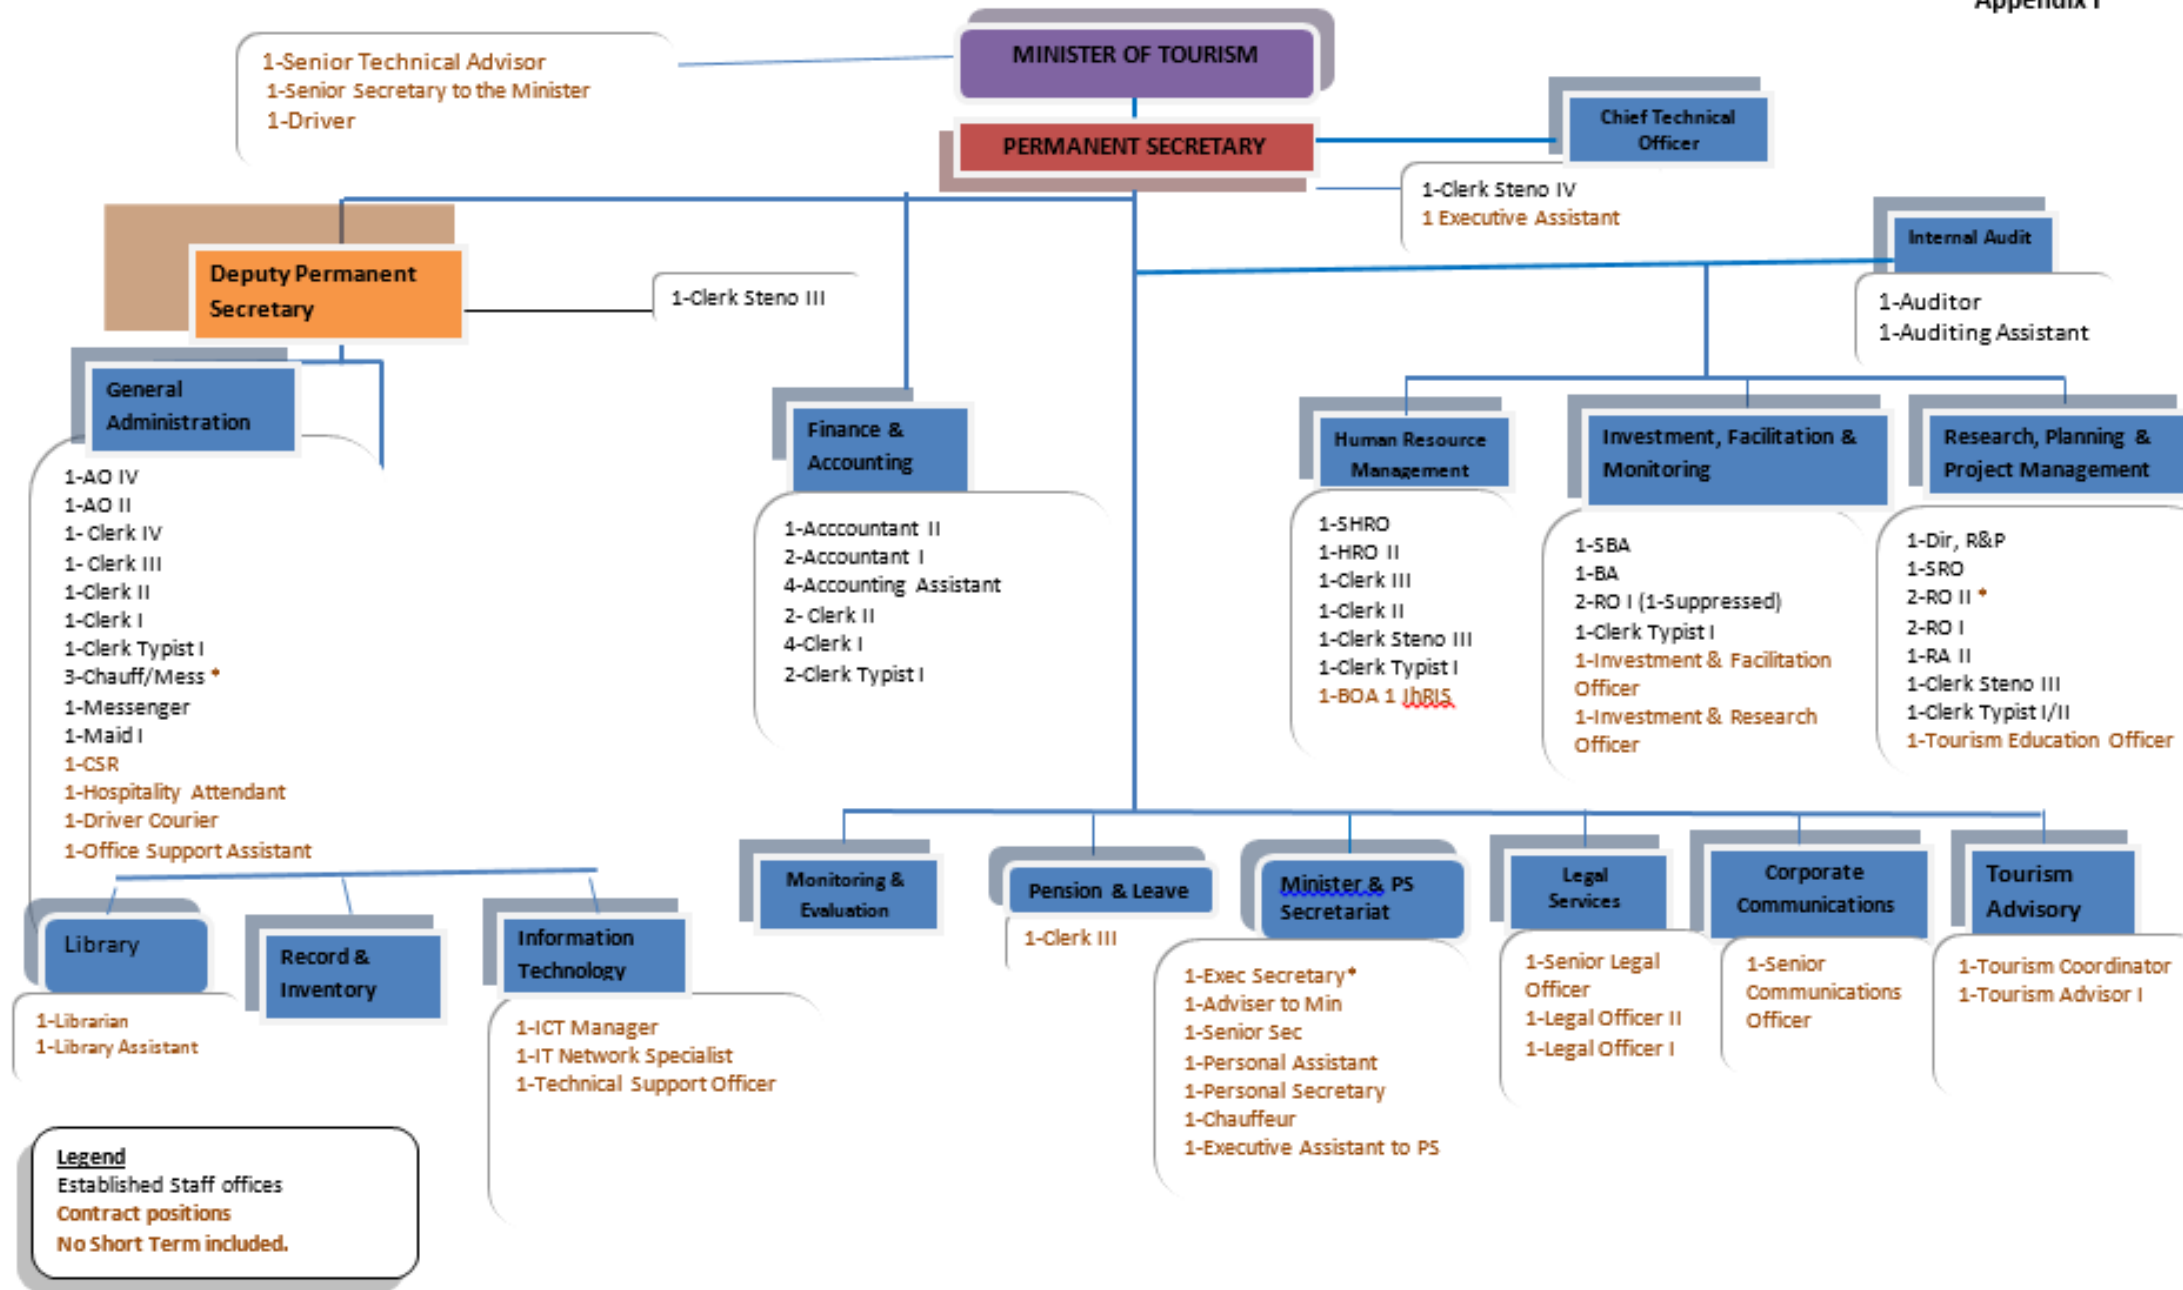 Appendix I
MINISTER OF TOURISM
1-Senior Technical Advisor
1-Senior Secretary to the Minister
1-Driver
PERMANENT SECRETARY
Chief Technical
Officer
1-Clerk Steno IV
1 Executive Assistant
Internal Audit
1-Auditor
1-Auditing Assistant
Deputy Permanent
Secretary
1-Clerk Steno III
General
Administration
1-AO IV
1-AO II
1- Clerk IV
1- Clerk III
1-Clerk II
1-Clerk I
1-Clerk Typist I
3-Chauff/Mess *
1-Messenger
1-Maid I
1-CSR
1-Hospitality Attendant
1-Driver Courier
1-Office Support Assistant
Finance &
Accounting
1-Acccountant II
2-Accountant I
4-Accounting Assistant
2- Clerk II
4-Clerk I
2-Clerk Typist I
Human Resource
Management
1-SHRO
1-HRO II
1-Clerk III
1-Clerk II
1-Clerk Steno III
1-Clerk Typist I
1-BOA 1 IhRIS
Investment, Facilitation &
Monitoring
1-SBA
1-BA
2-RO I (1-Suppressed)
1-Clerk Typist I
1-Investment & Facilitation
Officer
1-Investment & Research
Officer
Research, Planning &
Project Management
1-Dir, R&P
1-SRO
2-RO II *
2-RO I
1-RA II
1-Clerk Steno III
1-Clerk Typist I/II
1-Tourism Education Officer
Library
1-Librarian
1-Library Assistant
Record &
Inventory
Information
Technology
1-ICT Manager
1-IT Network Specialist
1-Technical Support Officer
Monitoring &
Evaluation
Pension & Leave
1-Clerk III
Minister & PS
Secretariat
1-Exec Secretary*
1-Adviser to Min
1-Senior Sec
1-Personal Assistant
1-Personal Secretary
1-Chauffeur
1-Executive Assistant to PS
Legal
Services
1-Senior Legal
Officer
1-Legal Officer II
1-Legal Officer I
Corporate
Communications
1-Senior
Communications
Officer
Tourism
Advisory
1-Tourism Coordinator
1-Tourism Advisor I
Legend
Established Staff offices
Contract positions
No Short Term included.